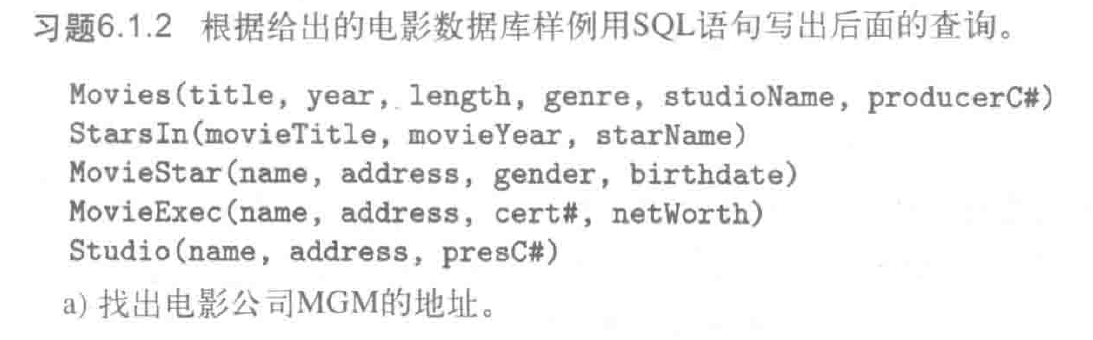 习题6.1.2 根据给出的电影数据库样例用SQL语句写出后面的查询。
Movies(title, year, length, genre, studioName, producerC#)
StarsIn(movieTitle, movieYear, starName)
MovieStar(name, address, gender, birthdate)
MovieExec(name, address, cert#, netWorth)
Studio(name, address, presC#)
a) 找出电影公司MGM的地址。